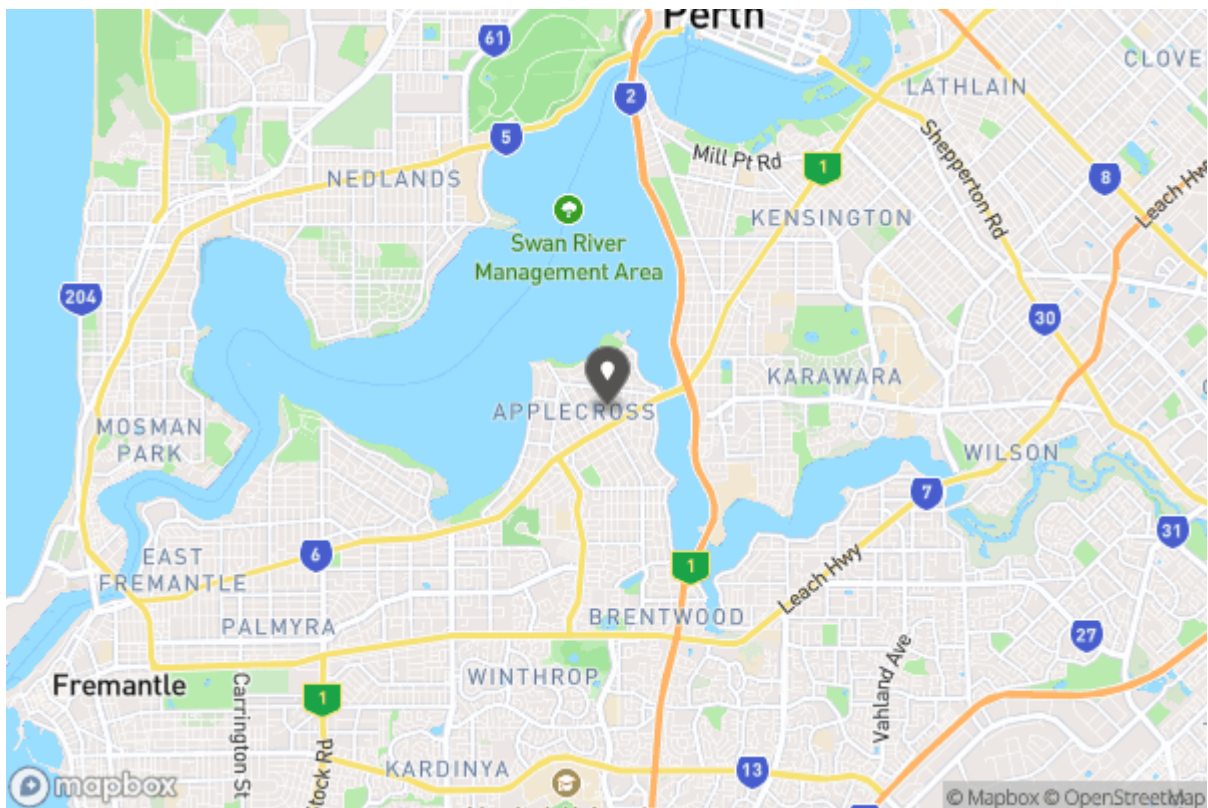 Perth
61
CLOVE
2
LATHLAIN
5
Mill Pt Rd
1
Shepperton Rd
8
Leach Hwy
NEDLANDS
KENSINGTON
Swan River
Management Area
204
30
KARAWARA
APPLECROSS
MOSMAN
PARK
WILSON
7
6
31
EAST
FREMANTLE
1
Leach Hwy
BRENTWOOD
PALMYRA
27
WINTHROP
Fremantle
1
Carrington St
Stock Rd
Vahland Ave
KARDINYA
13
mapbox
© Mapbox © OpenStreetMap